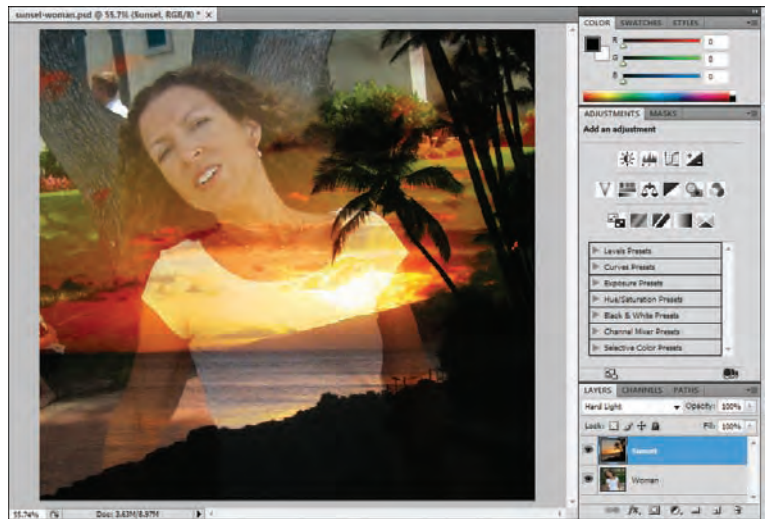 sunset-woman.psd @ 55.7% (Sunset, RGB/8) * ×
COLOR SWATCHES STYLES
R 0
G 0
B 0
ADJUSTMENTS MASKS
Add an adjustment
Levels Presets
Curves Presets
Exposure Presets
Hue/Saturation Presets
Black & White Presets
Channel Mixer Presets
Selective Color Presets
LAYERS CHANNELS PATHS
Hard Light Opacity: 100%
Lock: Fill: 100%
Sunset
Woman
fx.
55.74% Doc: 3.63M/8.97M